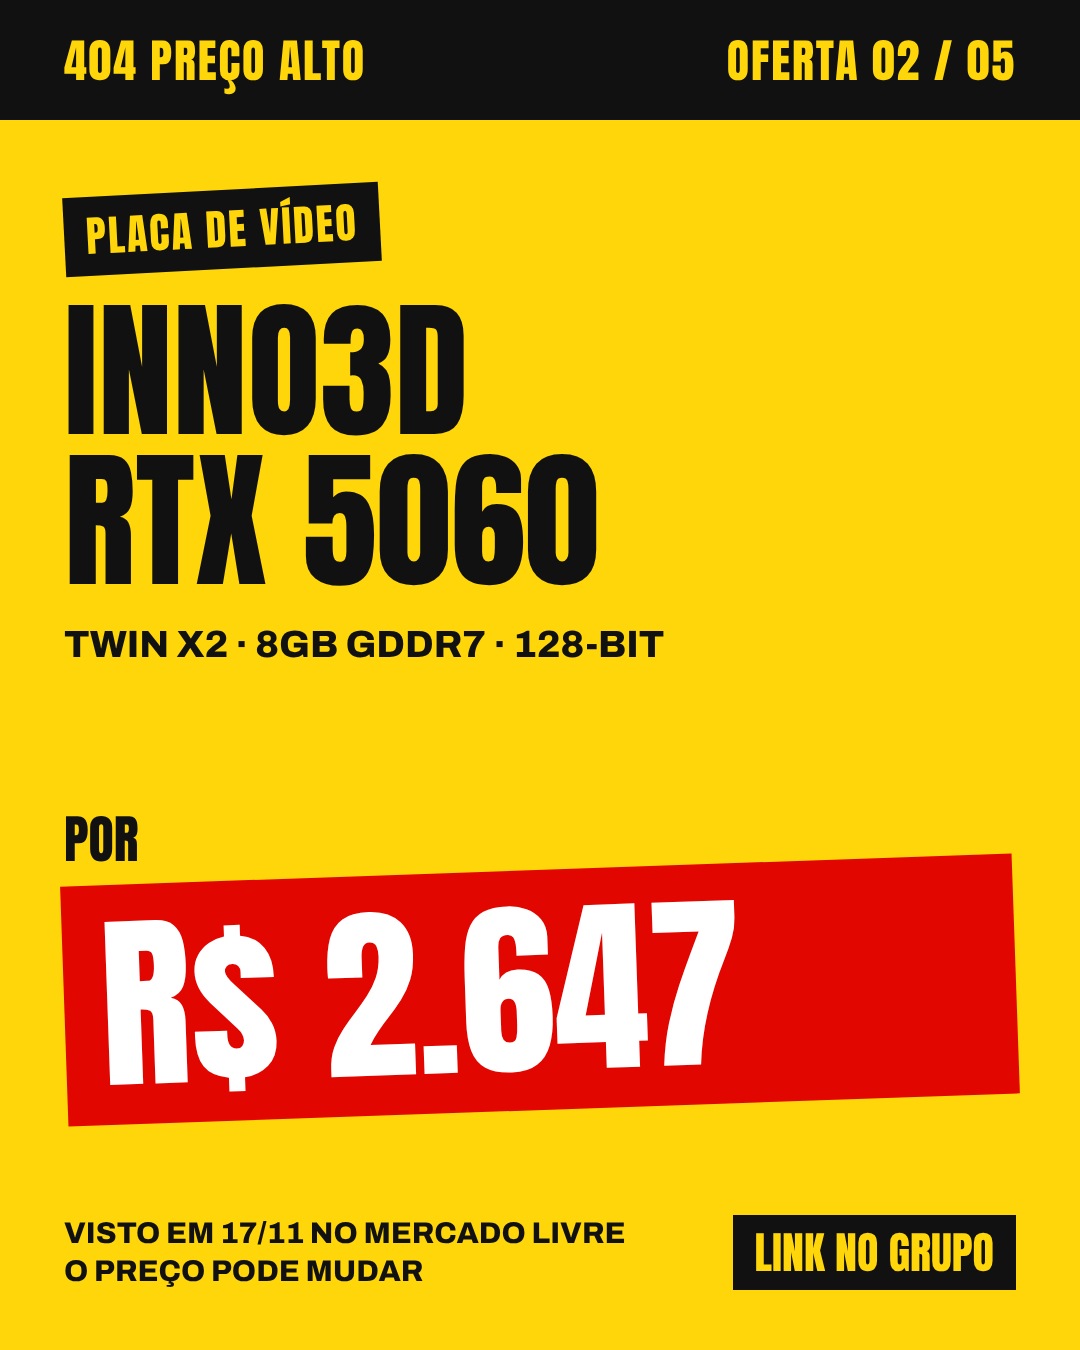 404 PREÇO ALTO
OFERTA 02 / 05
PLACA DE VÍDEO
INNO3D
RTX 5060
TWIN X2 · 8GB GDDR7 · 128-BIT
POR
R$ 2.647
VISTO EM 17/11 NO MERCADO LIVRE
O PREÇO PODE MUDAR
LINK NO GRUPO